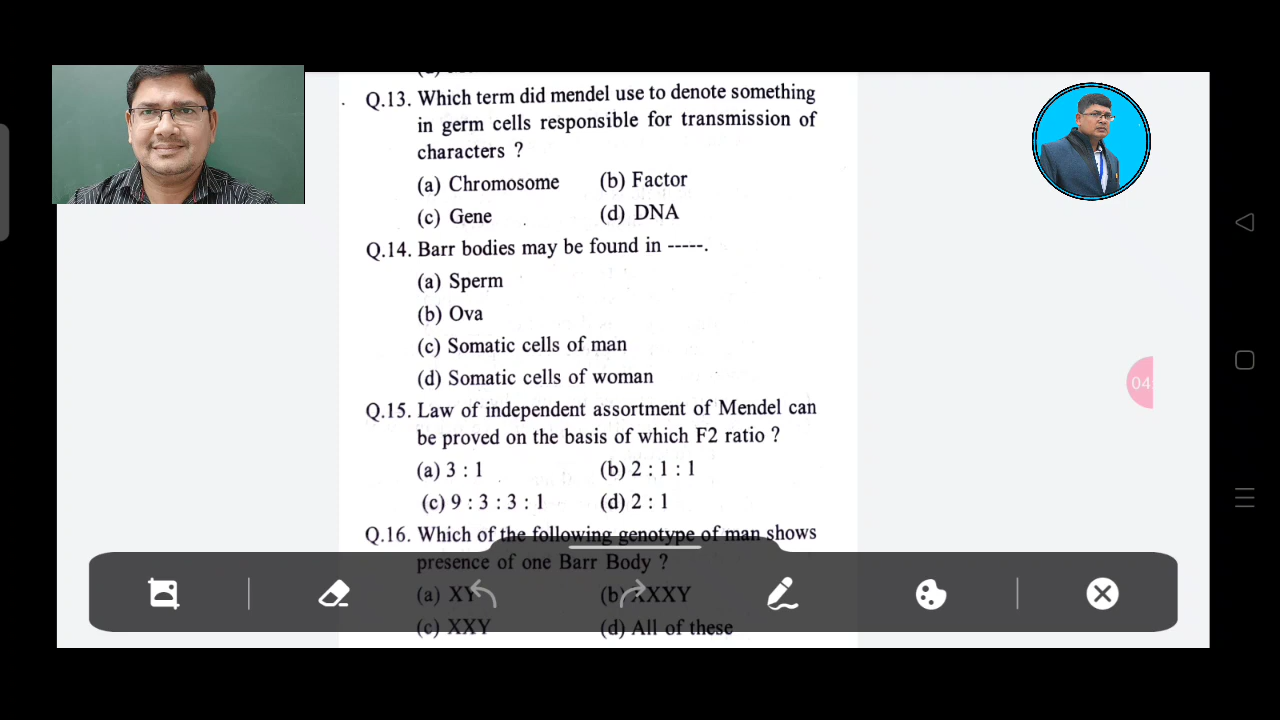 Q.13. Which term did mendel use to denote something
in germ cells responsible for transmission of
characters ?
(a) Chromosome (b) Factor
(c) Gene (d) DNA
Q.14. Barr bodies may be found in -----.
(a) Sperm
(b) Ova
(c) Somatic cells of man
(d) Somatic cells of woman
Q.15. Law of independent assortment of Mendel can
be proved on the basis of which F2 ratio ?
(a) 3 : 1 (b) 2 : 1 : 1
(c) 9 : 3 : 3 : 1 (d) 2 : 1
Q.16. Which of the following genotype of man shows
presence of one Barr Body ?
(a) XY (b) XXXY
(c) XXY (d) All of these
04